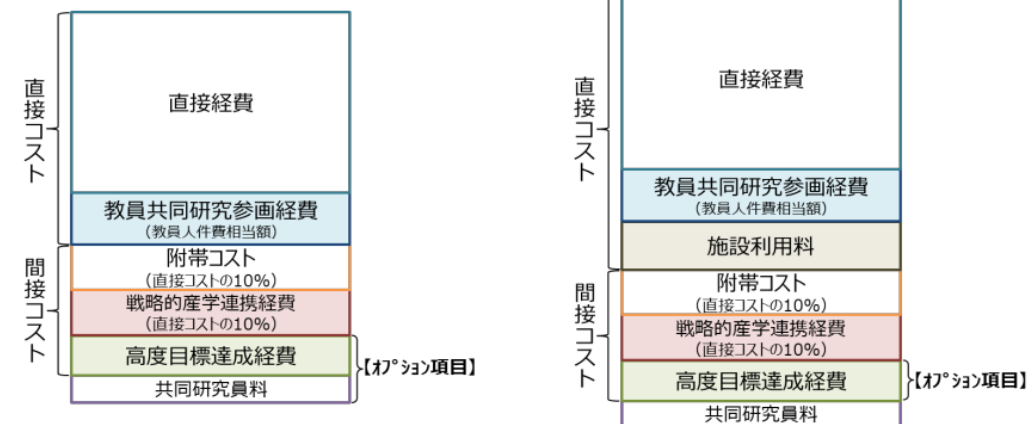 直接コスト
直接経費
教員共同研究参画経費
（教員人件費相当額）
間接コスト
附帯コスト
（直接コストの10%）
戦略的産学連携経費
（直接コストの10%）
高度目標達成経費
共同研究員料
【ｵﾌﾟｼｮﾝ項目】
直接コスト
直接経費
教員共同研究参画経費
（教員人件費相当額）
施設利用料
間接コスト
附帯コスト
（直接コストの10%）
戦略的産学連携経費
（直接コストの10%）
高度目標達成経費
【ｵﾌﾟｼｮﾝ項目】
共同研究員料